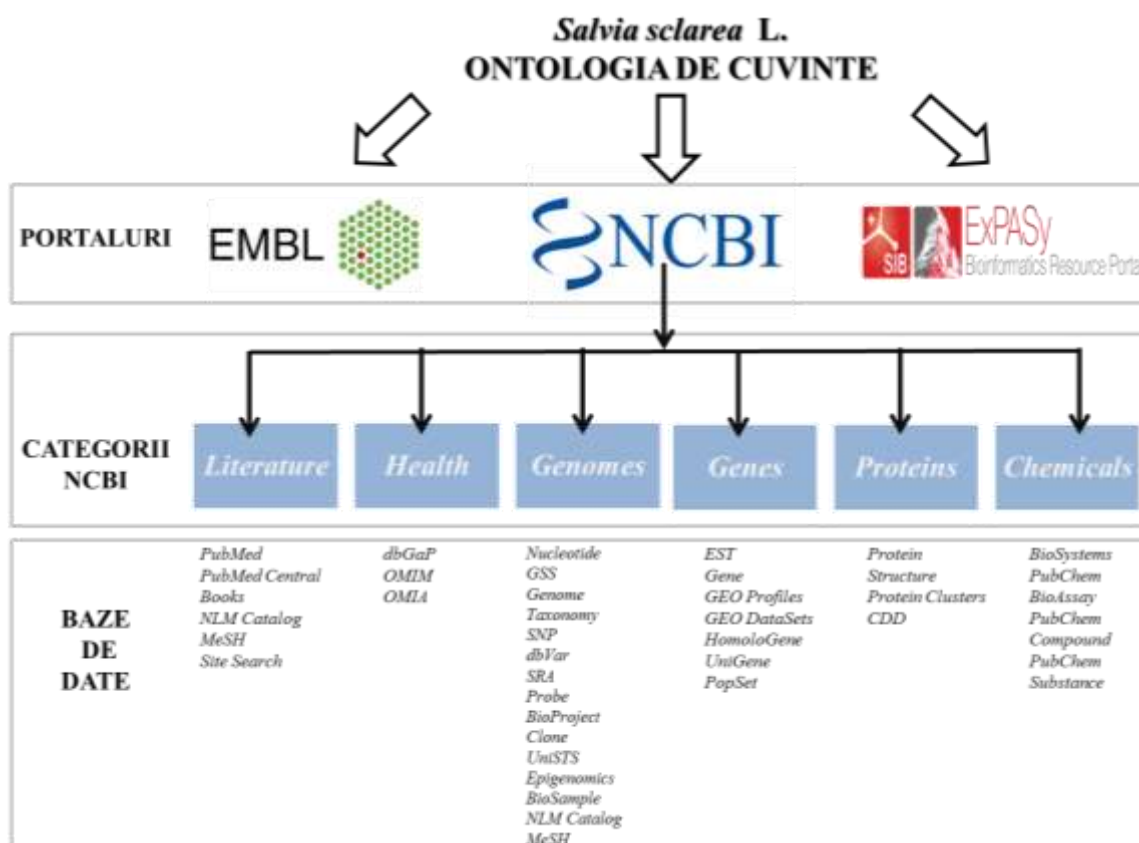 Salvia sclarea L.
ONTOLOGIA DE CUVINTE
PORTALURI
EMBL
NCBI
SIB
ExPASy
Bioinformatics Resource Porta
CATEGORII
NCBI
Literature
Health
Genomes
Genes
Proteins
Chemicals
BAZE
DE
DATE
PubMed
PubMed Central
Books
NLM Catalog
MeSH
Site Search
dbGaP
OMIM
OMIA
Nucleotide
GSS
Genome
Taxonomy
SNP
dbVar
SRA
Probe
BioProject
Clone
UniSTS
Epigenomics
BioSample
NLM Catalog
MeSH
EST
Gene
GEO Profiles
GEO DataSets
HomoloGene
UniGene
PopSet
Protein
Structure
Protein Clusters
CDD
BioSystems
PubChem
BioAssay
PubChem
Compound
PubChem
Substance